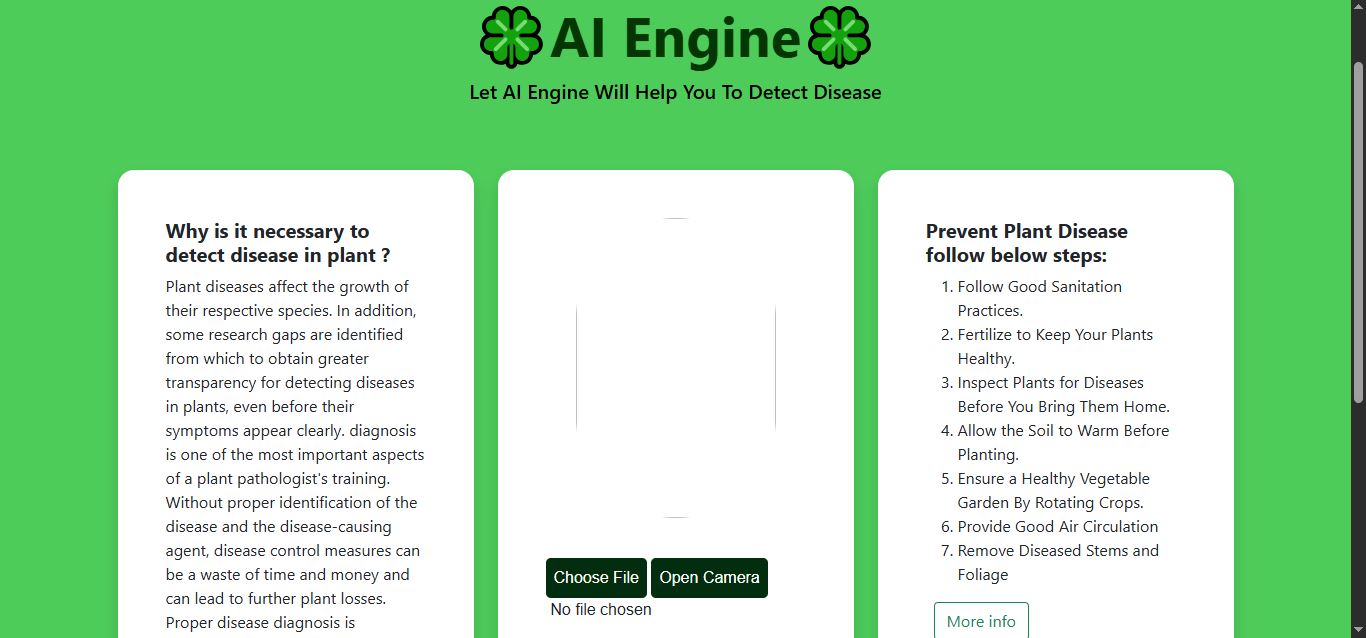 AI Engine
Let AI Engine Will Help You To Detect Disease
Why is it necessary to
detect disease in plant ?
Plant diseases affect the growth of
their respective species. In addition,
some research gaps are identified
from which to obtain greater
transparency for detecting diseases
in plants, even before their
symptoms appear clearly. diagnosis
is one of the most important aspects
of a plant pathologist's training.
Without proper identification of the
disease and the disease-causing
agent, disease control measures can
be a waste of time and money and
can lead to further plant losses.
Proper disease diagnosis is
Choose File
Open Camera
No file chosen
Prevent Plant Disease
follow below steps:
1. Follow Good Sanitation
Practices.
2. Fertilize to Keep Your Plants
Healthy.
3. Inspect Plants for Diseases
Before You Bring Them Home.
4. Allow the Soil to Warm Before
Planting.
5. Ensure a Healthy Vegetable
Garden By Rotating Crops.
6. Provide Good Air Circulation
7. Remove Diseased Stems and
Foliage
More info